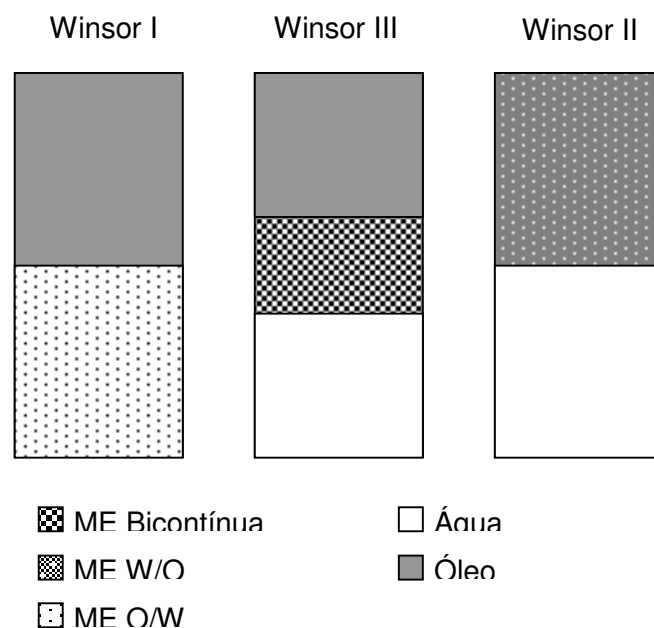 Winsor I
Winsor III
Winsor II
ME Bicontínua
Água
ME W/O
Óleo
ME O/W